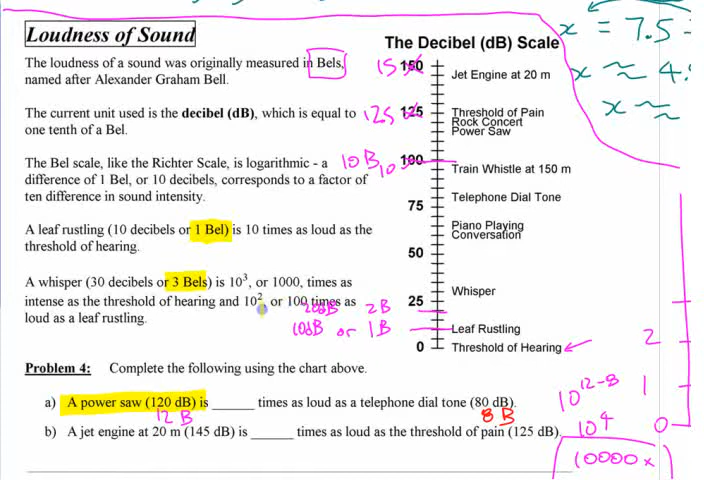 Loudness of Sound
The loudness of a sound was originally measured in Bels,
named after Alexander Graham Bell.
The current unit used is the decibel (dB), which is equal to
one tenth of a Bel.
The Bel scale, like the Richter Scale, is logarithmic - a
difference of 1 Bel, or 10 decibels, corresponds to a factor of
ten difference in sound intensity.
A leaf rustling (10 decibels or 1 Bel) is 10 times as loud as the
threshold of hearing.
A whisper (30 decibels or 3 Bels) is 10³, or 1000, times as
intense as the threshold of hearing and 10², or 100 times as
loud as a leaf rustling.
20dB 2B
10dB or 1B
The Decibel (dB) Scale
150
Jet Engine at 20 m
125
125
Threshold of Pain
Rock Concert
Power Saw
10B
100
Train Whistle at 150 m
Telephone Dial Tone
75
Piano Playing
Conversation
50
Whisper
25
Leaf Rustling
0
Threshold of Hearing
x = 7.5
x ≈ 4.
x ≈
2
1
0
Problem 4: Complete the following using the chart above.
a) A power saw (120 dB) is ______ times as loud as a telephone dial tone (80 dB).
12 B 8 B
b) A jet engine at 20 m (145 dB) is ______ times as loud as the threshold of pain (125 dB).
10¹²⁻⁸
10⁴
10000x